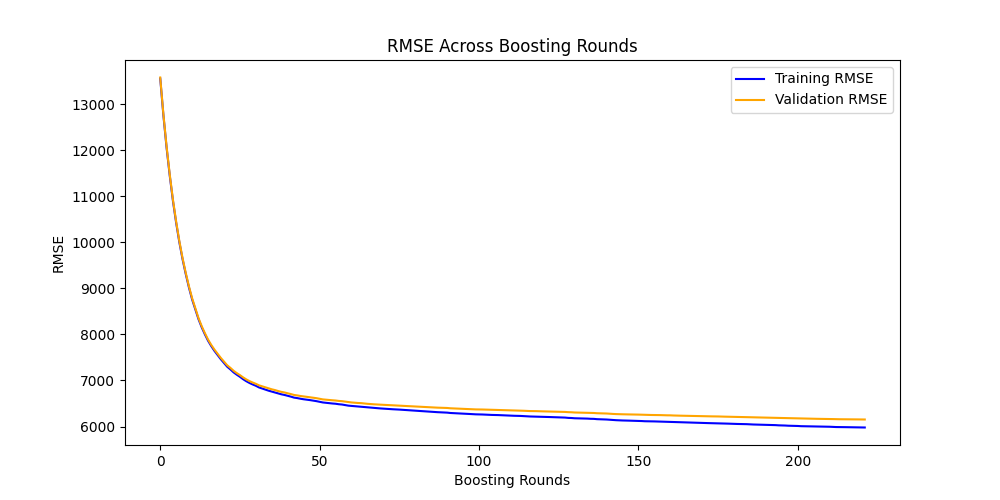 RMSE Across Boosting Rounds
Training RMSE
Validation RMSE
RMSE
13000
12000
11000
10000
9000
8000
7000
6000
0
50
100
150
200
Boosting Rounds